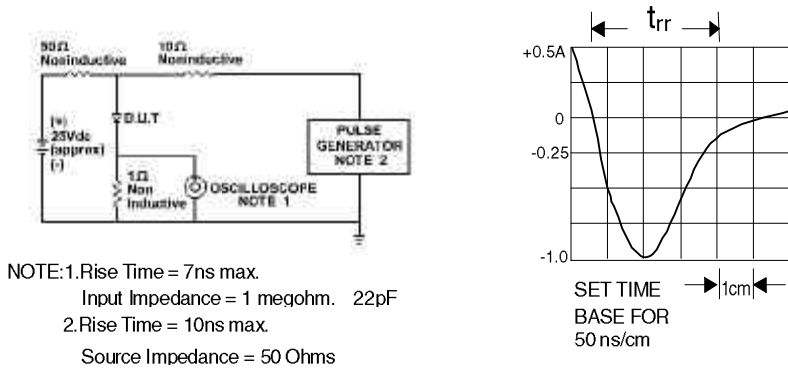 50Ω
Noninductive
10Ω
Noninductive
D.U.T
(+)
25Vdc
(approx)
(-)
1Ω
Non
Inductive
OSCILLOSCOPE
NOTE 1
PULSE
GENERATOR
NOTE 2
NOTE:1.Rise Time = 7ns max.
Input Impedance = 1 megohm. 22pF
2.Rise Time = 10ns max.
Source Impedance = 50 Ohms
trr
+0.5A
0
-0.25
-1.0
1cm
SET TIME
BASE FOR
50 ns/cm